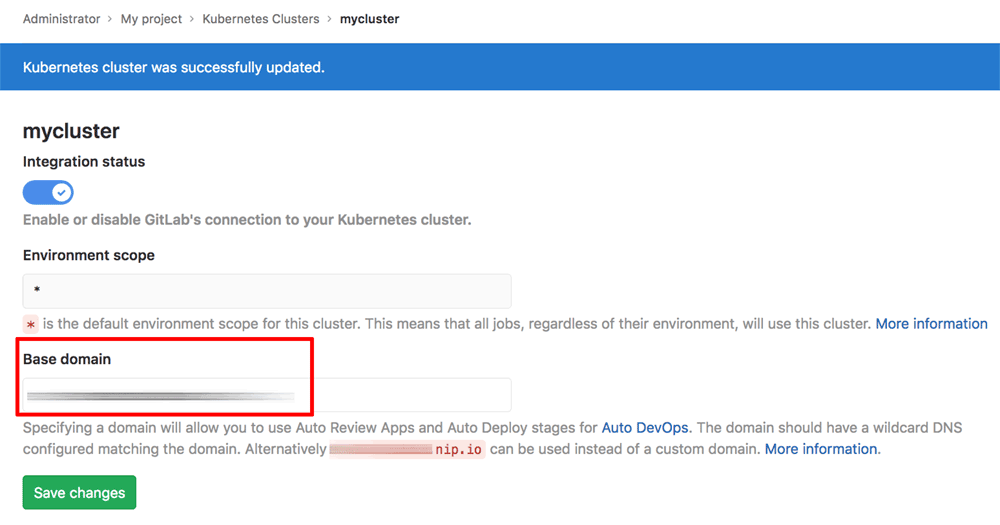 Administrator > My project > Kubernetes Clusters > mycluster
Kubernetes cluster was successfully updated.
mycluster
Integration status
Enable or disable GitLab's connection to your Kubernetes cluster.
Environment scope
*
* is the default environment scope for this cluster. This means that all jobs, regardless of their environment, will use this cluster. More information
Base domain
Specifying a domain will allow you to use Auto Review Apps and Auto Deploy stages for Auto DevOps. The domain should have a wildcard DNS
configured matching the domain. Alternatively nip.io can be used instead of a custom domain. More information.
Save changes